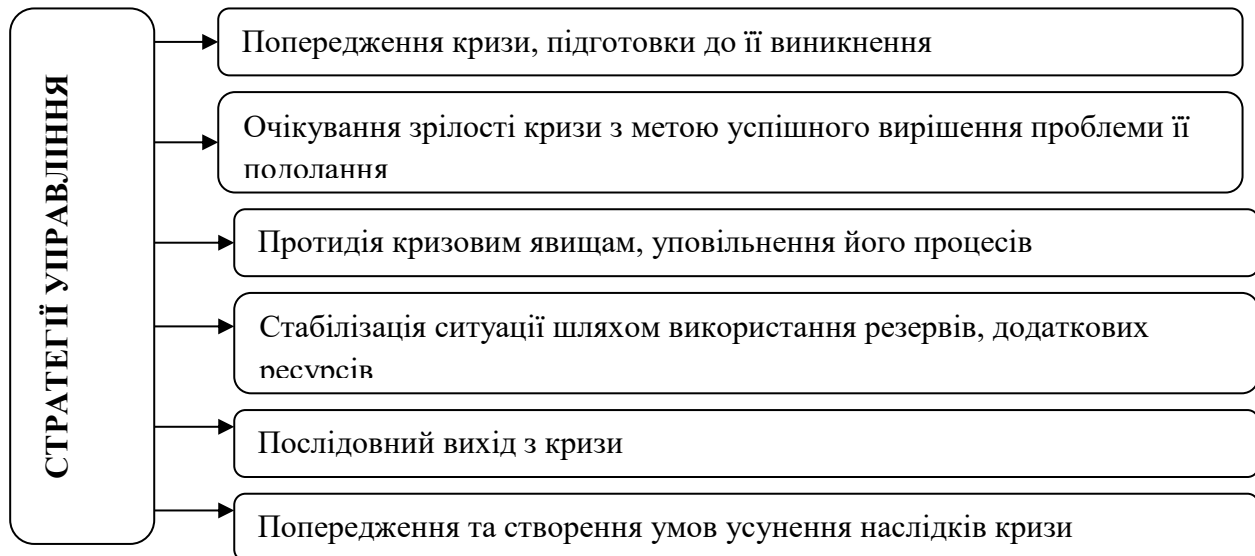 СТРАТЕГІЇ УПРАВЛІННЯ
Попередження кризи, підготовки до її виникнення
Очікування зрілості кризи з метою успішного вирішення проблеми її
подолання
Протидія кризовим явищам, уповільнення його процесів
Стабілізація ситуації шляхом використання резервів, додаткових
ресурсів
Послідовний вихід з кризи
Попередження та створення умов усунення наслідків кризи